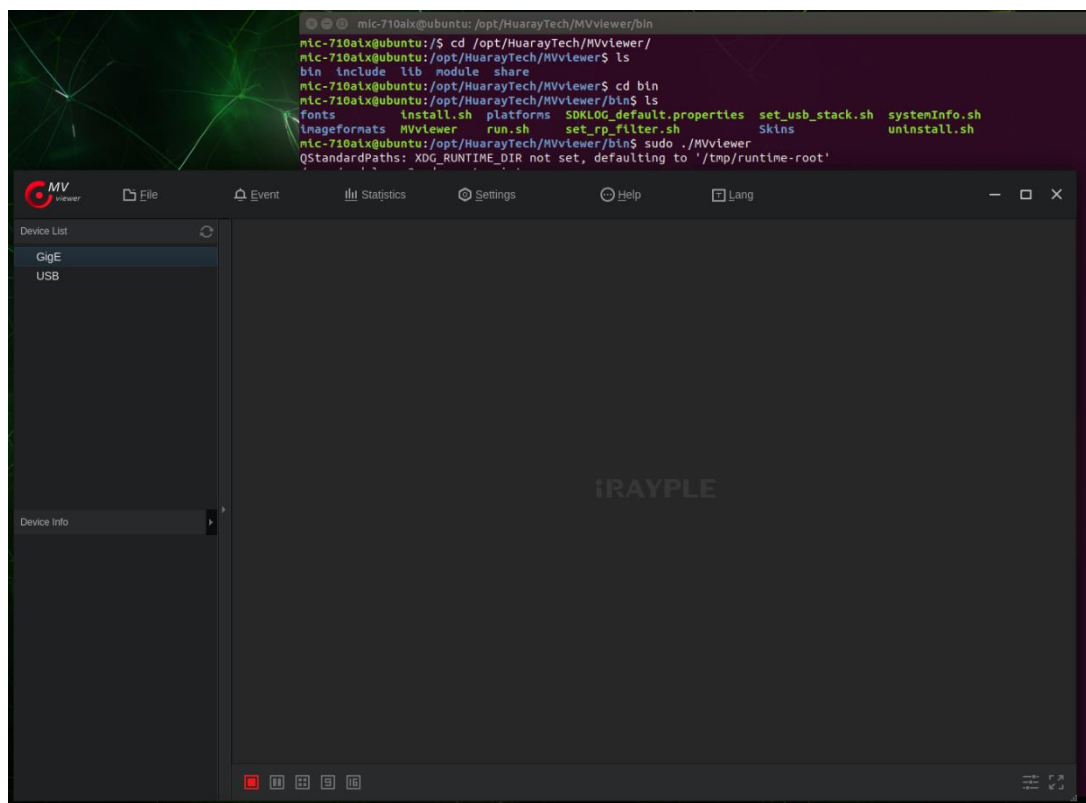 mic-710aix@ubuntu: /opt/HuarayTech/MVviewer/bin
mic-710aix@ubuntu:/$ cd /opt/HuarayTech/MVviewer/
mic-710aix@ubuntu:/opt/HuarayTech/MVviewer$ ls
bin include lib module share
mic-710aix@ubuntu:/opt/HuarayTech/MVviewer$ cd bin
mic-710aix@ubuntu:/opt/HuarayTech/MVviewer/bin$ ls
fonts install.sh platforms SDKLOG_default.properties set_usb_stack.sh systemInfo.sh
imageformats MVviewer run.sh set_rp_filter.sh Skins uninstall.sh
mic-710aix@ubuntu:/opt/HuarayTech/MVviewer/bin$ sudo ./MVviewer
QStandardPaths: XDG_RUNTIME_DIR not set, defaulting to '/tmp/runtime-root'
MV viewer File Event Statistics Settings Help Lang
Device List
GigE
USB
iRAYPLE
Device Info
9 16